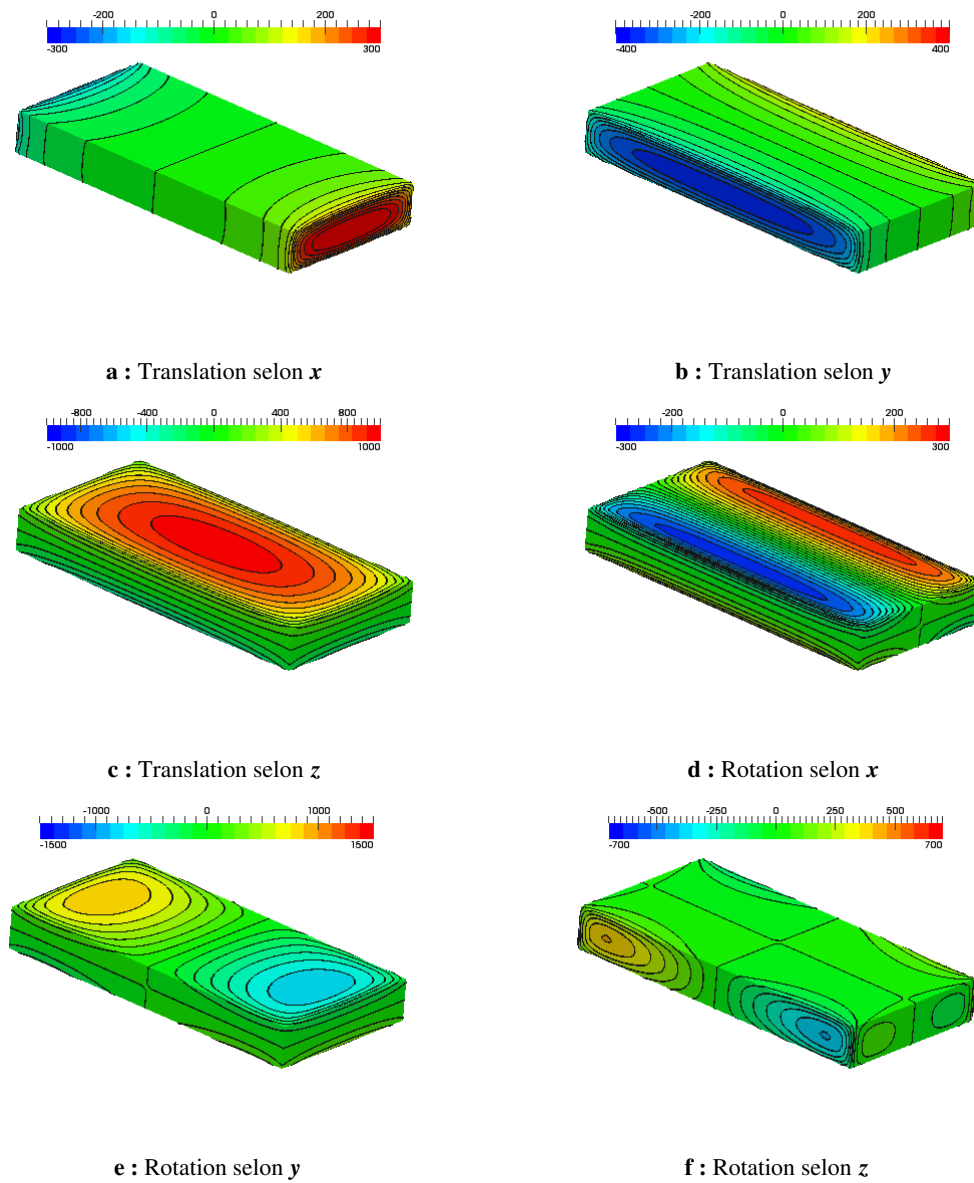 -200 0 200
-300 300
-200 0 200
-400 400
a : Translation selon x
b : Translation selon y
-800 -400 0 400 800
-1000 1000
-200 0 200
-300 300
c : Translation selon z
d : Rotation selon x
-1000 0 1000
-1500 1500
-500 -250 0 250 500
-700 700
e : Rotation selon y
f : Rotation selon z